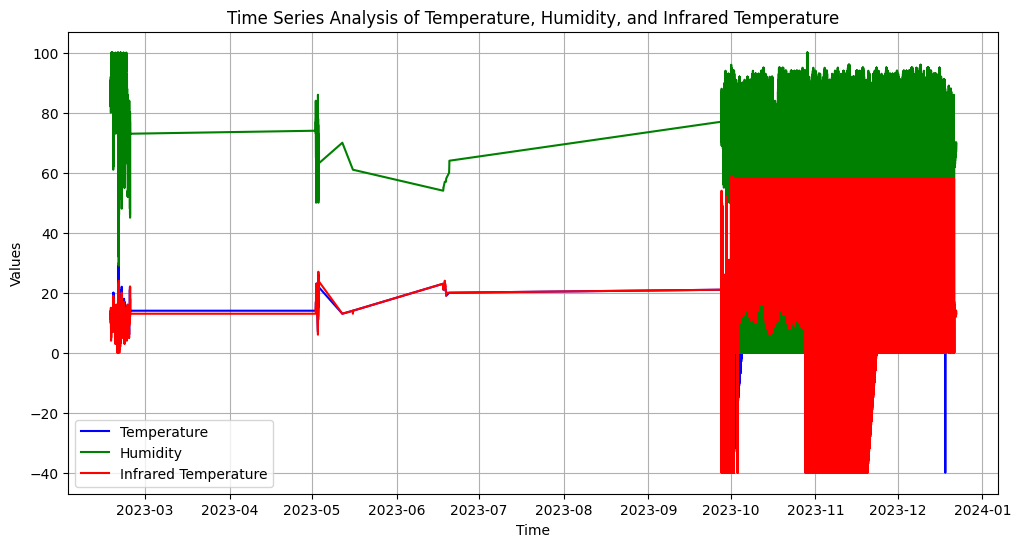 Time Series Analysis of Temperature, Humidity, and Infrared Temperature
Values
100
80
60
40
20
0
−20
−40
Temperature
Humidity
Infrared Temperature
2023-03 2023-04 2023-05 2023-06 2023-07 2023-08 2023-09 2023-10 2023-11 2023-12 2024-01
Time